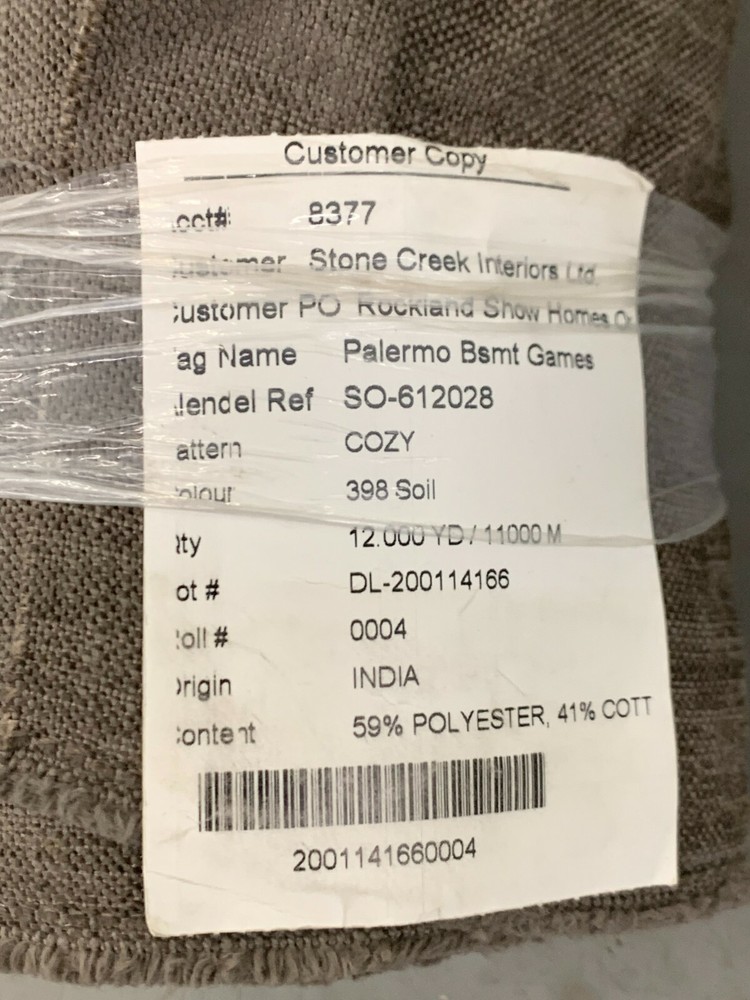 Customer Copy
cct#: 8377
ustomer Stone Creek Interiors Ltd.
ustomer PO Rockland Show Homes Or
ag Name Palermo Bsmt Games
lendel Ref SO-612028
attern COZY
olour 398 Soil
ty 12.000 YD / 11000 M
ot # DL-200114166
oll # 0004
rigin INDIA
ontent 59% POLYESTER, 41% COTT
2001141660004